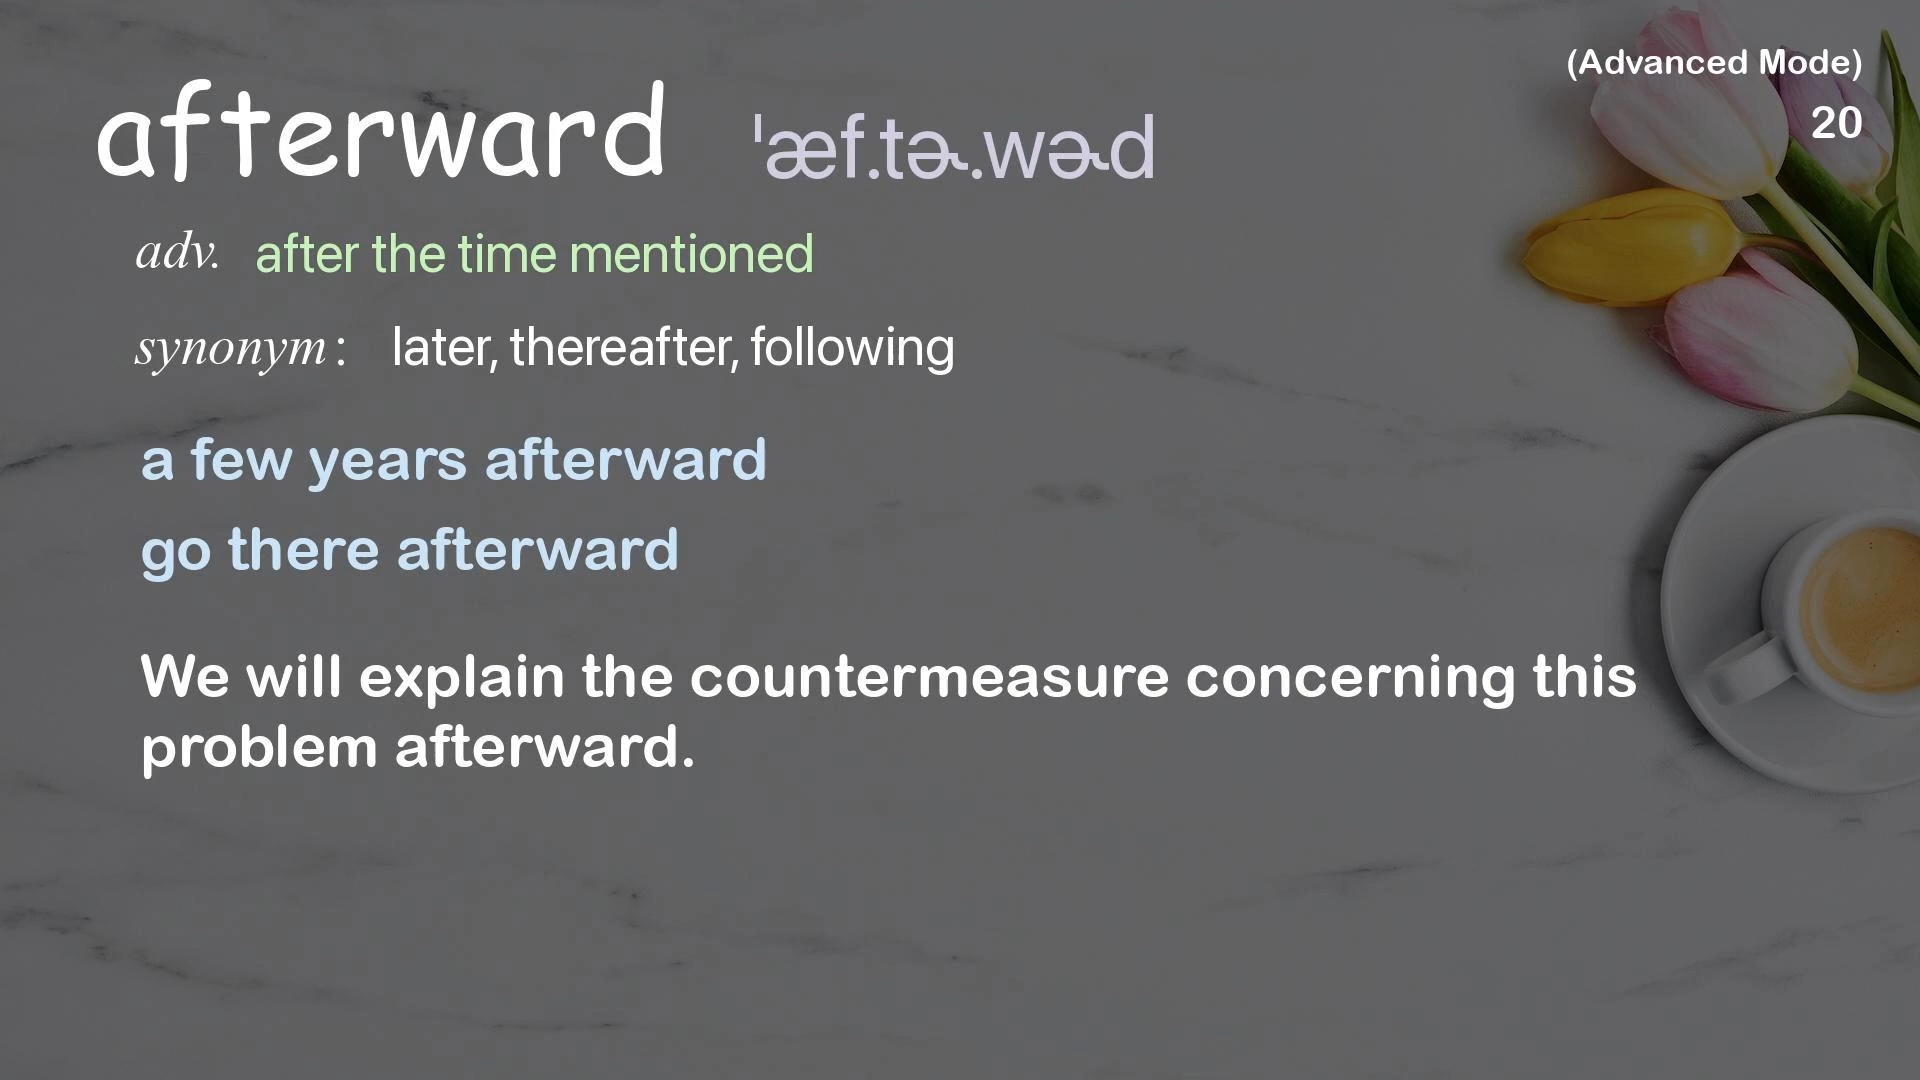 (Advanced Mode)
20
afterward ˈæf.tɚ.wɚd
adv. after the time mentioned
synonym: later, thereafter, following
a few years afterward
go there afterward
We will explain the countermeasure concerning this
problem afterward.